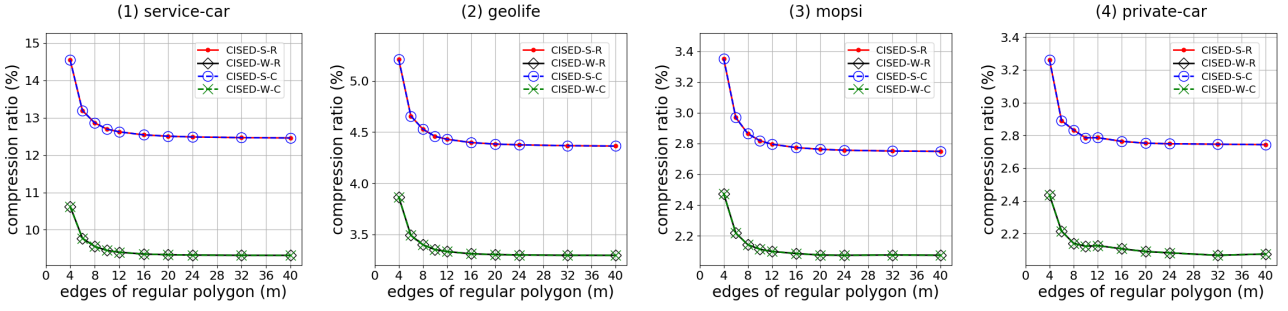 (1) service-car
compression ratio (%)
15
14
13
12
11
10
0 4 8 12 16 20 24 28 32 36 40
edges of regular polygon (m)
CISED-S-R
CISED-W-R
CISED-S-C
CISED-W-C
(2) geolife
compression ratio (%)
5.0
4.5
4.0
3.5
0 4 8 12 16 20 24 28 32 36 40
edges of regular polygon (m)
CISED-S-R
CISED-W-R
CISED-S-C
CISED-W-C
(3) mopsi
compression ratio (%)
3.4
3.2
3.0
2.8
2.6
2.4
2.2
0 4 8 12 16 20 24 28 32 36 40
edges of regular polygon (m)
CISED-S-R
CISED-W-R
CISED-S-C
CISED-W-C
(4) private-car
compression ratio (%)
3.4
3.2
3.0
2.8
2.6
2.4
2.2
0 4 8 12 16 20 24 28 32 36 40
edges of regular polygon (m)
CISED-S-R
CISED-W-R
CISED-S-C
CISED-W-C